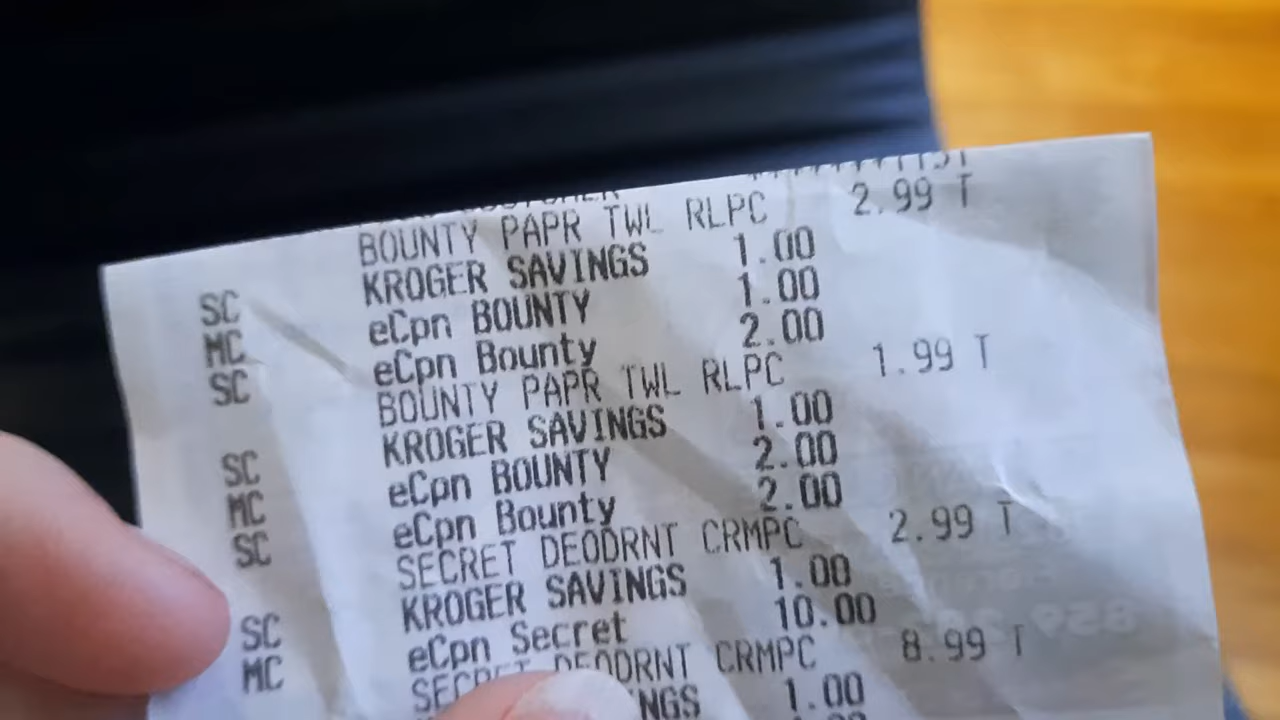 BOUNTY PAPR TWL RLPC 2.99 T
SC KROGER SAVINGS 1.00
MC eCpn BOUNTY 1.00
SC eCpn Bounty 2.00
BOUNTY PAPR TWL RLPC 1.99 T
SC KROGER SAVINGS 1.00
MC eCpn BOUNTY 2.00
SC eCpn Bounty 2.00
SECRET DEODRNT CRMPC 2.99 T
SC KROGER SAVINGS 1.00
MC eCpn Secret 10.00
SECRET DEODRNT CRMPC 8.99 T
NGS 1.00